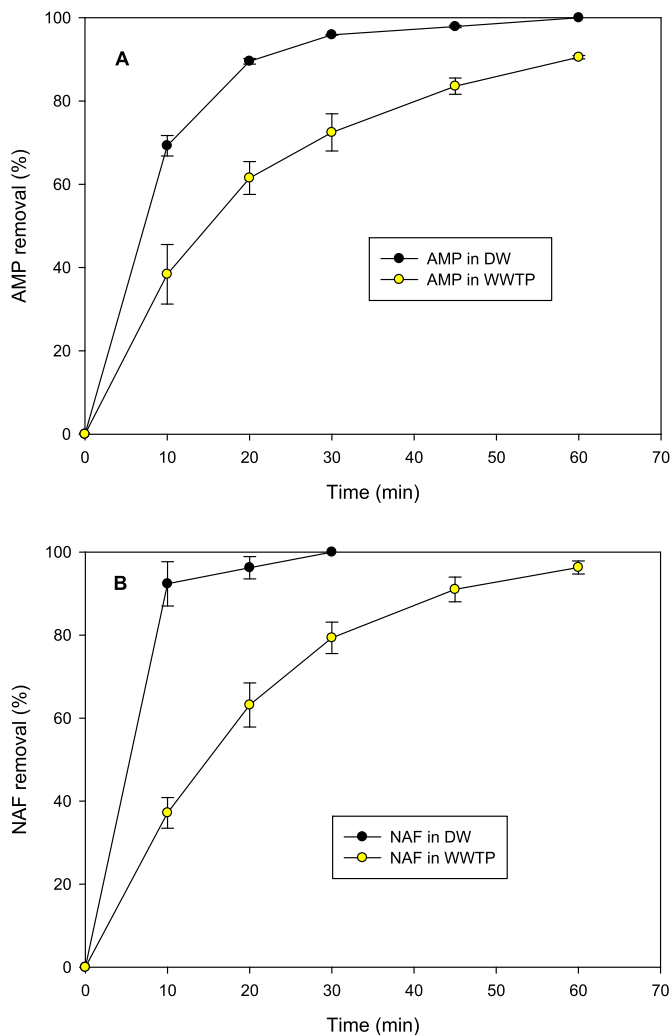 100
80
60
40
20
0
AMP removal (%)
A
AMP in DW
AMP in WWTP
0 10 20 30 40 50 60 70
Time (min)
100
80
60
40
20
0
NAF removal (%)
B
NAF in DW
NAF in WWTP
0 10 20 30 40 50 60 70
Time (min)